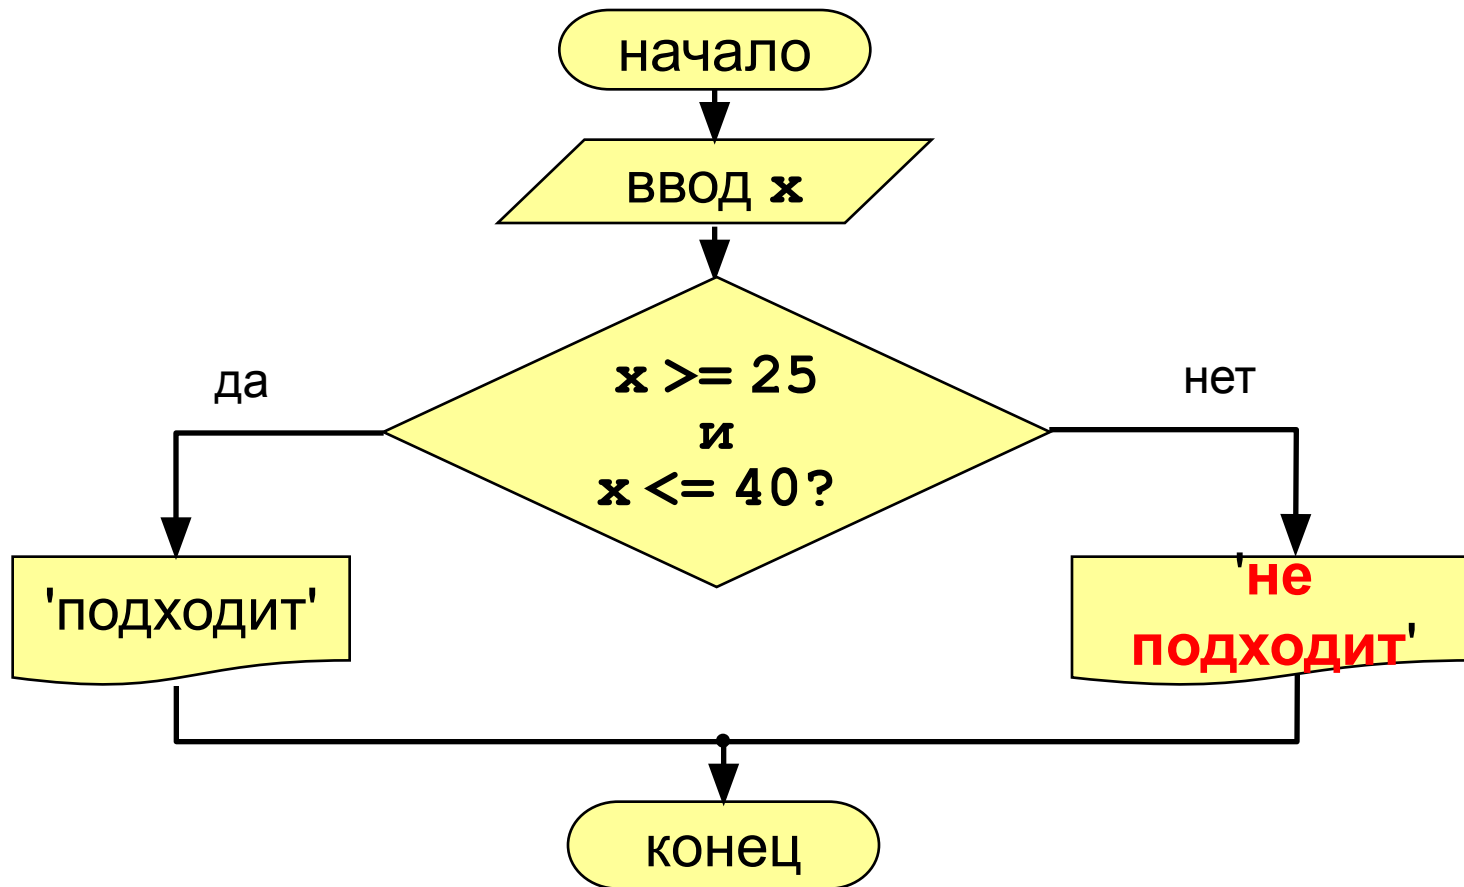 начало
ввод x
x >= 25
и
x <= 40?
да
нет
'подходит'
'не
подходит'
конец